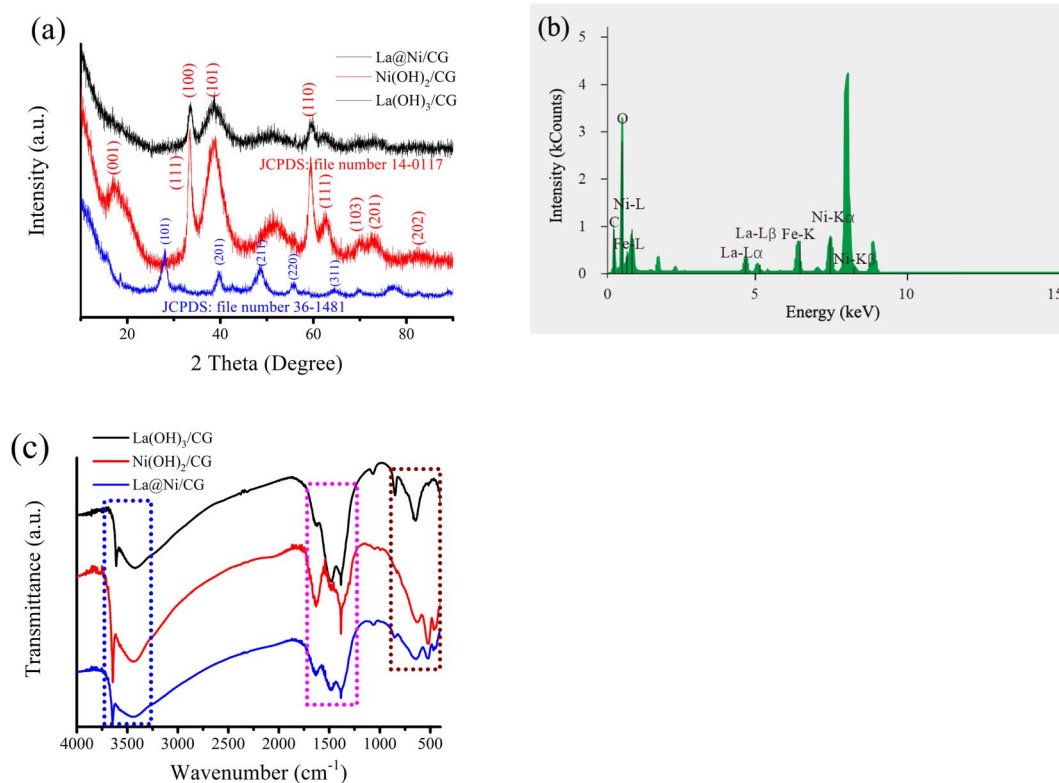 (a)
La@Ni/CG
Ni(OH)₂/CG
La(OH)₃/CG
(100)
(101)
(110)
JCPDS: file number 14-0117
(001)
(111)
(111)
(103)
(201)
(202)
(101)
(201)
(211)
(220)
(311)
JCPDS: file number 36-1481
Intensity (a.u.)
20 40 60 80
2 Theta (Degree)
(b)
Intensity (kCounts)
5
4
3
2
1
0
O
Ni-L
C
Fe-L
La-Lα
La-Lβ
Fe-K
Ni-Kα
Ni-Kβ
0 5 10 15
Energy (keV)
(c)
La(OH)₃/CG
Ni(OH)₂/CG
La@Ni/CG
Transmittance (a.u.)
4000 3500 3000 2500 2000 1500 1000 500
Wavenumber (cm⁻¹)